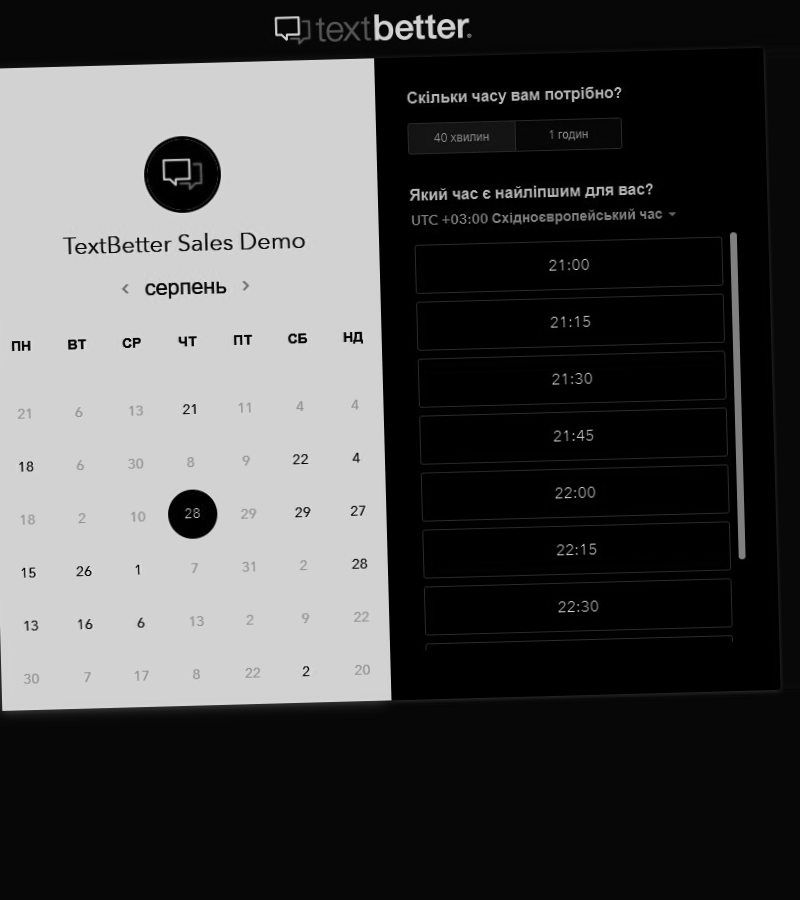 textbetter.
TextBetter Sales Demo
серпень
ПН ВТ СР ЧТ ПТ СБ НД
21 6 13 21 11 4 4
18 6 30 8 9 22 4
18 2 10 28 29 29 27
15 26 1 7 31 2 28
13 16 6 13 2 9 22
30 7 17 8 22 2 20
Скільки часу вам потрібно?
40 хвилин 1 годин
Який час є найліпшим для вас?
UTC +03:00 Східноєвропейський час
21:00
21:15
21:30
21:45
22:00
22:15
22:30